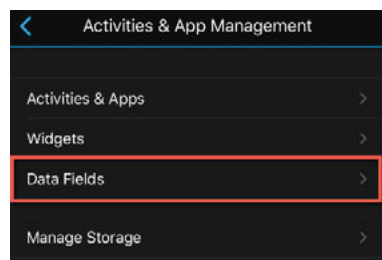 Activities & App Management
Activities & Apps
Widgets
Data Fields
Manage Storage